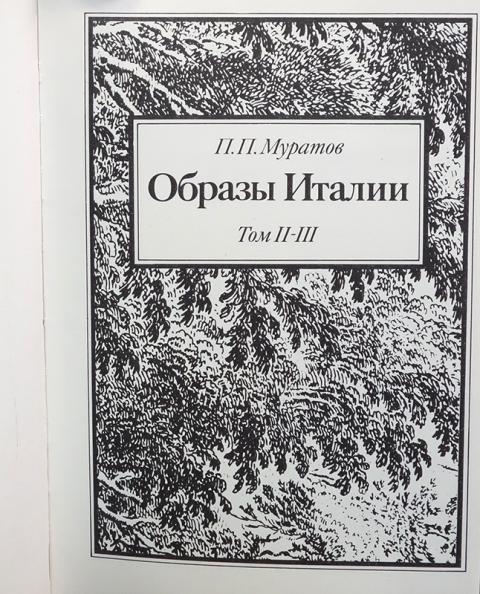 П. П. Муратов
Образы Италии
Том II-III